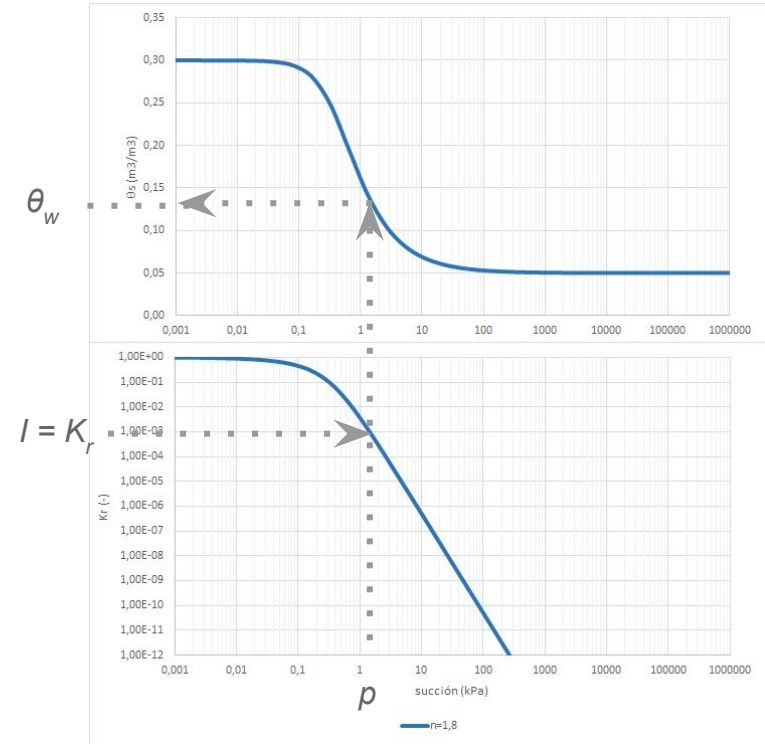 0,35
0,30
0,25
0,20
0,15
0,10
0,05
0,00
θs (m3/m3)
θw
0,001 0,01 0,1 1 10 100 1000 10000 100000 1000000
1,00E+00
1,00E-01
1,00E-02
1,00E-03
1,00E-04
1,00E-05
1,00E-06
1,00E-07
1,00E-08
1,00E-09
1,00E-10
1,00E-11
1,00E-12
I = Kr
Kr (-)
0,001 0,01 0,1 1 10 100 1000 10000 100000 1000000
p
succión (kPa)
n=1,8